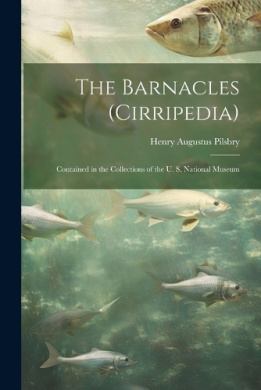 The Barnacles
(Cirripedia)
Henry Augustus Pilsbry
Contained in the Collections of the U. S. National Museum